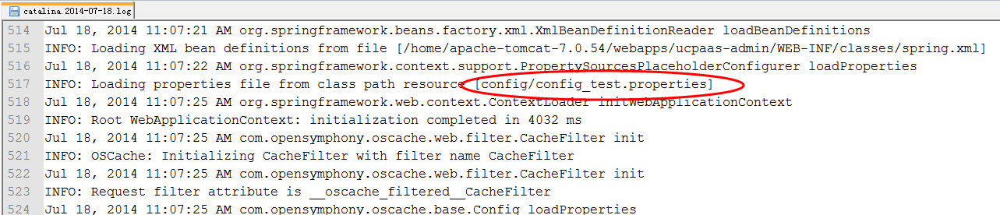 catalina.2014-07-18.log
514 Jul 18, 2014 11:07:21 AM org.springframework.beans.factory.xml.XmlBeanDefinitionReader loadBeanDefinitions
515 INFO: Loading XML bean definitions from file [/home/apache-tomcat-7.0.54/webapps/ucpaas-admin/WEB-INF/classes/spring.xml]
516 Jul 18, 2014 11:07:22 AM org.springframework.context.support.PropertySourcesPlaceholderConfigurer loadProperties
517 INFO: Loading properties file from class path resource [config/config_test.properties]
518 Jul 18, 2014 11:07:25 AM org.springframework.web.context.ContextLoader initWebApplicationContext
519 INFO: Root WebApplicationContext: initialization completed in 4032 ms
520 Jul 18, 2014 11:07:25 AM com.opensymphony.oscache.web.filter.CacheFilter init
521 INFO: OSCache: Initializing CacheFilter with filter name CacheFilter
522 Jul 18, 2014 11:07:25 AM com.opensymphony.oscache.web.filter.CacheFilter init
523 INFO: Request filter attribute is __oscache_filtered__CacheFilter
524 Jul 18, 2014 11:07:25 AM com.opensymphony.oscache.base.Config loadProperties